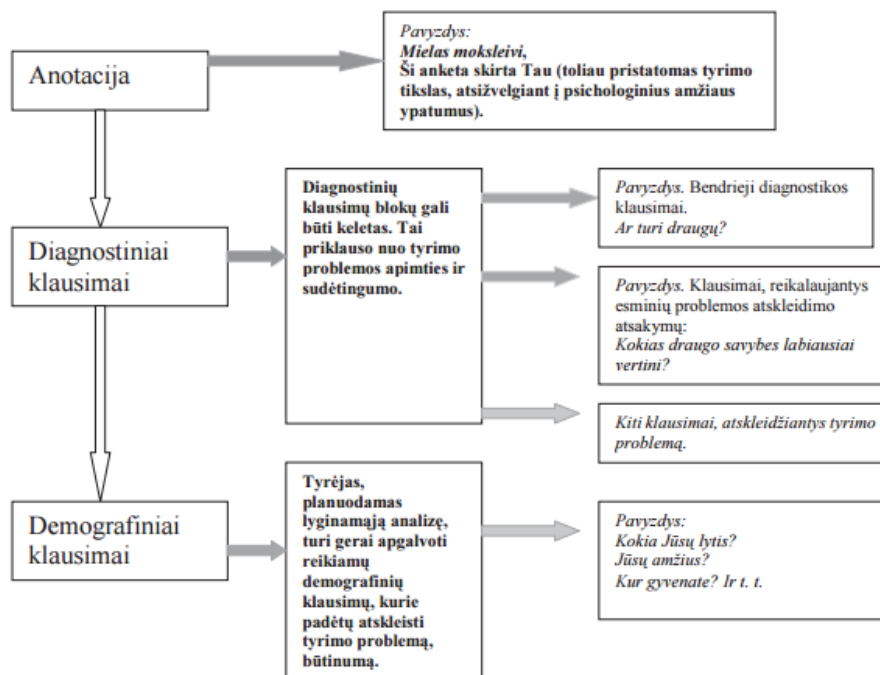 Anotacija
Pavyzdys:
Mielas moksleivi,
Ši anketa skirta Tau (toliau pristatomas tyrimo
tikslas, atsižvelgiant į psichologinius amžiaus
ypatumus).
Diagnostiniai
klausimai
Diagnostinių
klausimų blokų gali
būti keletas. Tai
priklauso nuo tyrimo
problemos apimties ir
sudėtingumo.
Pavyzdys. Bendrieji diagnostikos
klausimai.
Ar turi draugų?
Pavyzdys. Klausimai, reikalaujantys
esminių problemos atskleidimo
atsakymų:
Kokias draugo savybes labiausiai
vertini?
Kiti klausimai, atskleidžiantys tyrimo
problemą.
Demografiniai
klausimai
Tyrėjas,
planuodamas
lyginamąją analizę,
turi gerai apgalvoti
reikiamų
demografinių
klausimų, kurie
padėtų atskleisti
tyrimo problemą,
būtinumą.
Pavyzdys:
Kokia Jūsų lytis?
Jūsų amžius?
Kur gyvenate? Ir t. t.